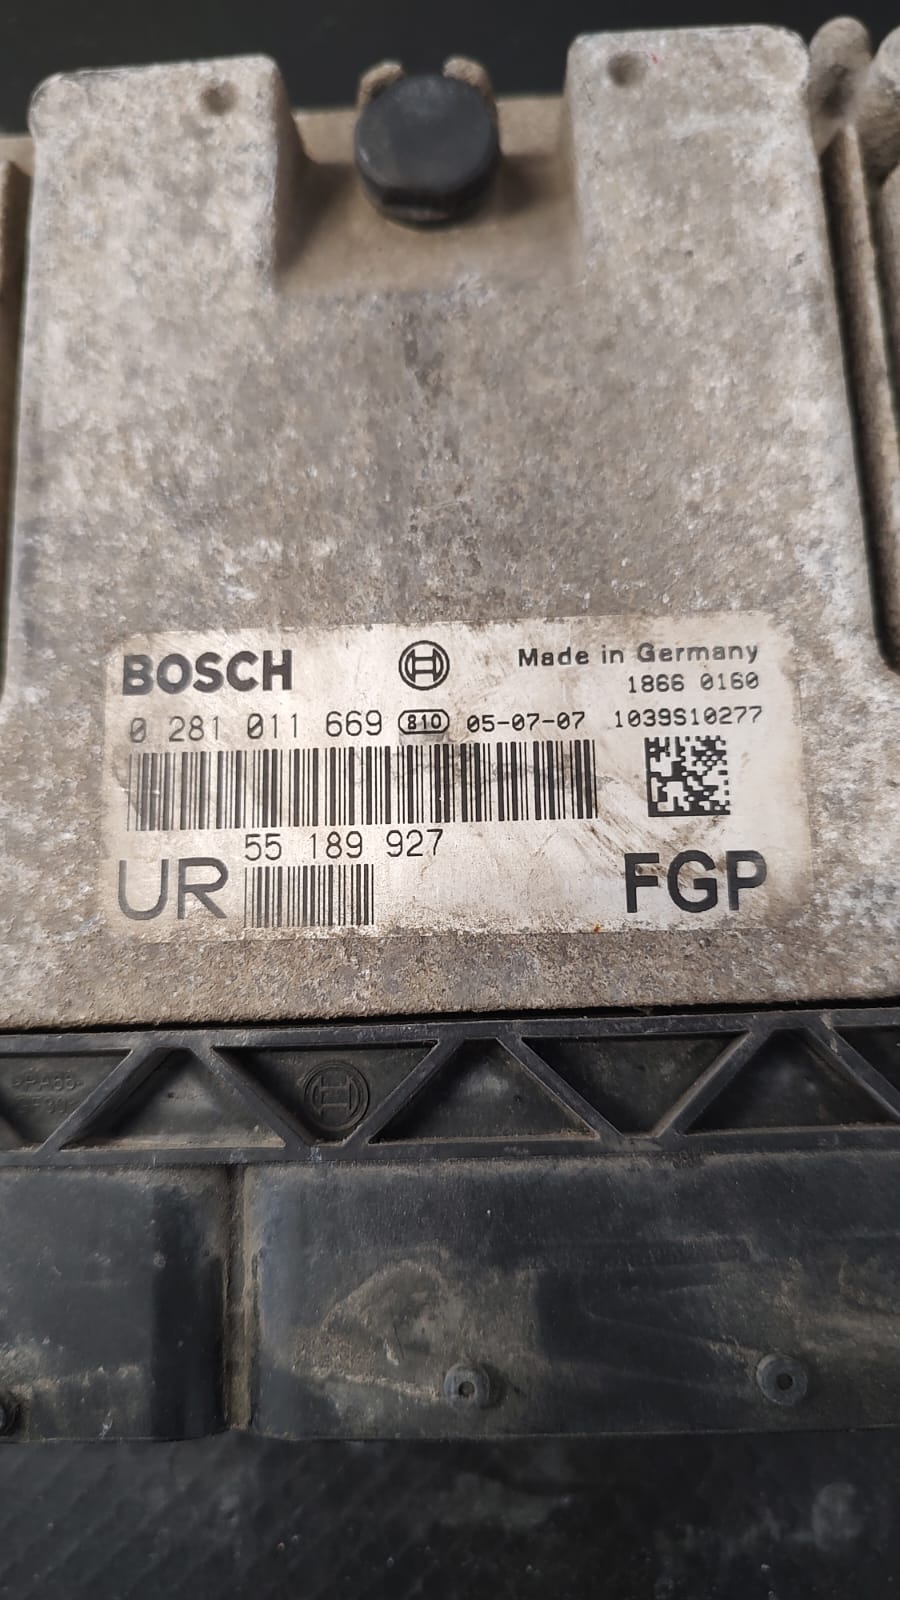 BOSCH
Made in Germany
1866 0160
0 281 011 669 810 05-07-07 1039S10277
55 189 927
UR
FGP